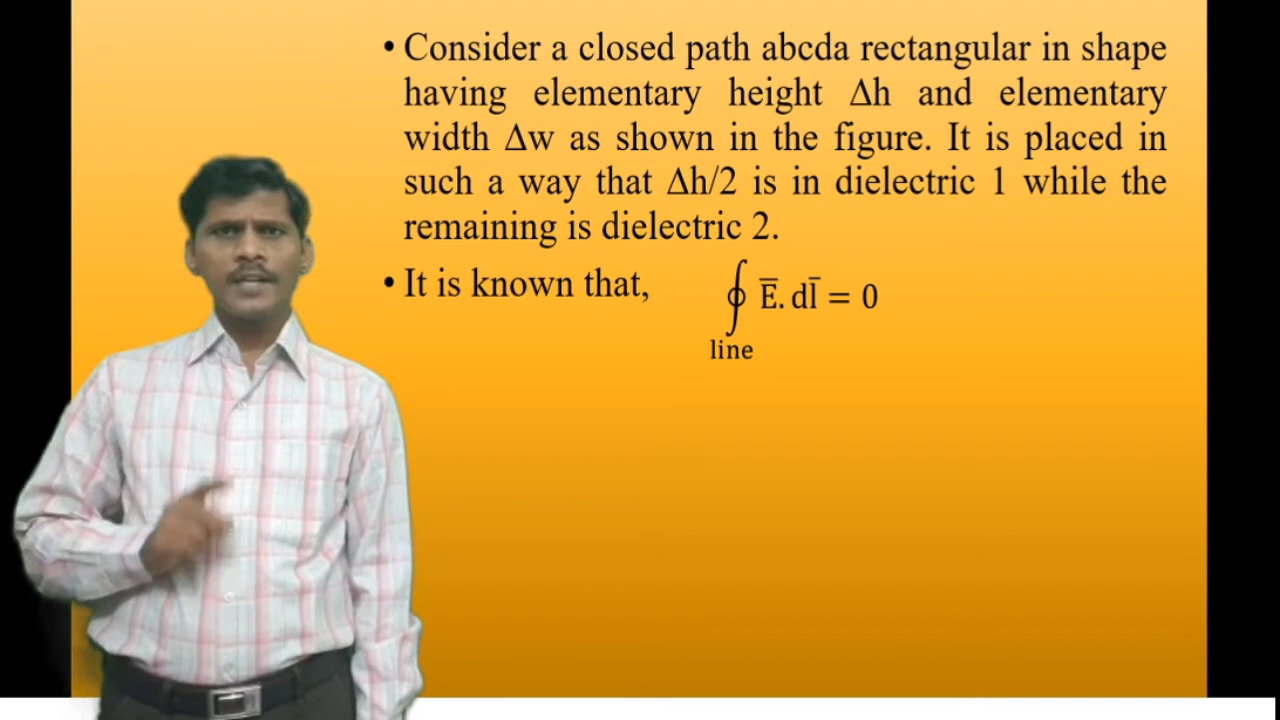 • Consider a closed path abcda rectangular in shape
having elementary height Δh and elementary
width Δw as shown in the figure. It is placed in
such a way that Δh/2 is in dielectric 1 while the
remaining is dielectric 2.
• It is known that, ∮ E̅. dl̅ = 0
line